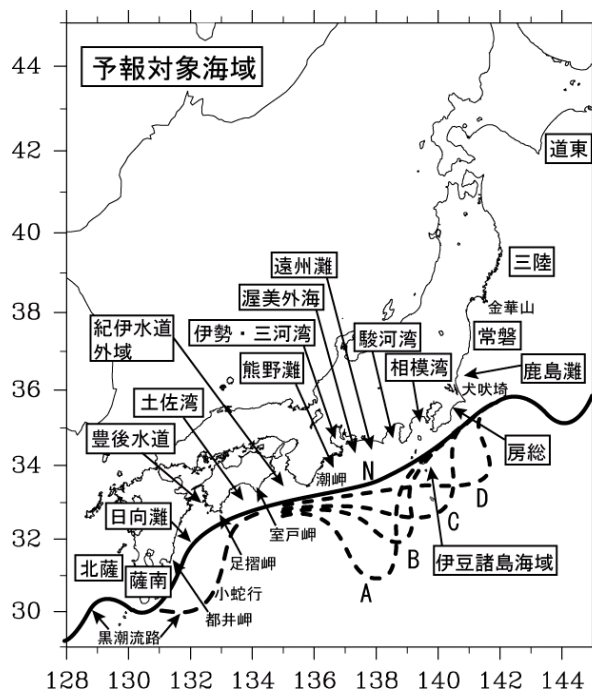 予報対象海域
道東
三陸
遠州灘
渥美外海
金華山
紀伊水道
外域
伊勢・三河湾
駿河湾
常磐
熊野灘
相模湾
鹿島灘
犬吠埼
土佐湾
豊後水道
房総
潮岬
N
D
日向灘
室戸岬
C
B
伊豆諸島海域
足摺岬
北薩
薩南
小蛇行
A
都井岬
黒潮流路
44
42
40
38
36
34
32
30
128 130 132 134 136 138 140 142 144